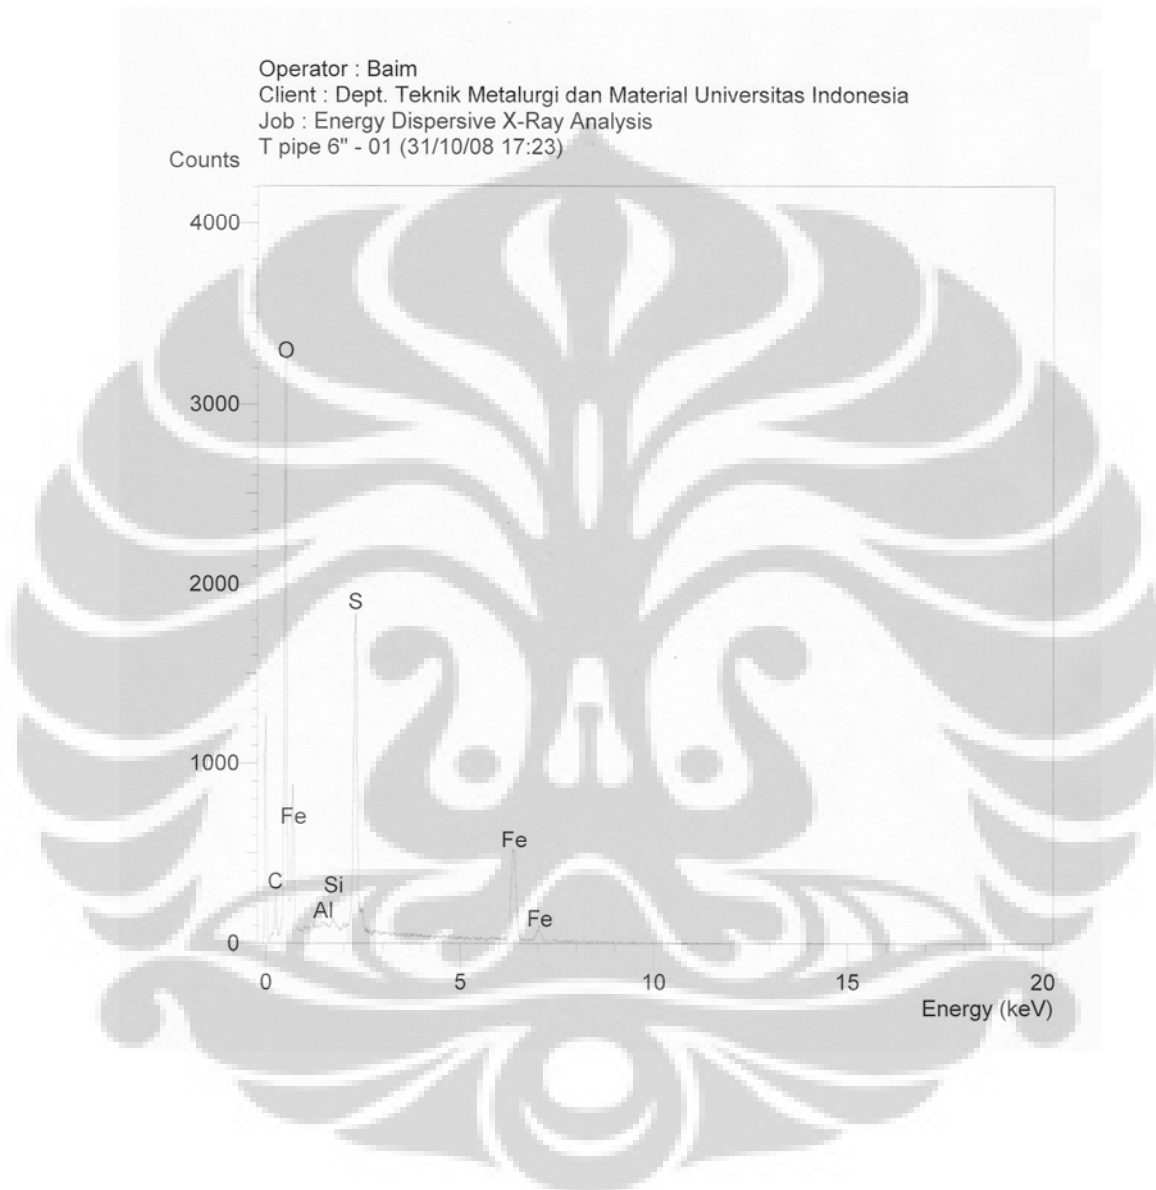 Operator : Baim
Client : Dept. Teknik Metalurgi dan Material Universitas Indonesia
Job : Energy Dispersive X-Ray Analysis
T pipe 6" - 01 (31/10/08 17:23)
Counts
4000
O
3000
2000
S
1000
Fe
Fe
C
Si
Al
Fe
0
0 5 10 15 20
Energy (keV)